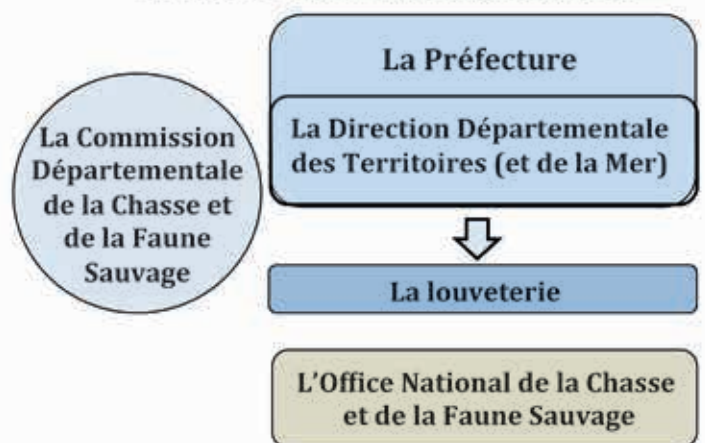 La Préfecture
La Direction Départementale
des Territoires (et de la Mer)
La Commission
Départementale
de la Chasse et
de la Faune
Sauvage
La louveterie
L'Office National de la Chasse
et de la Faune Sauvage